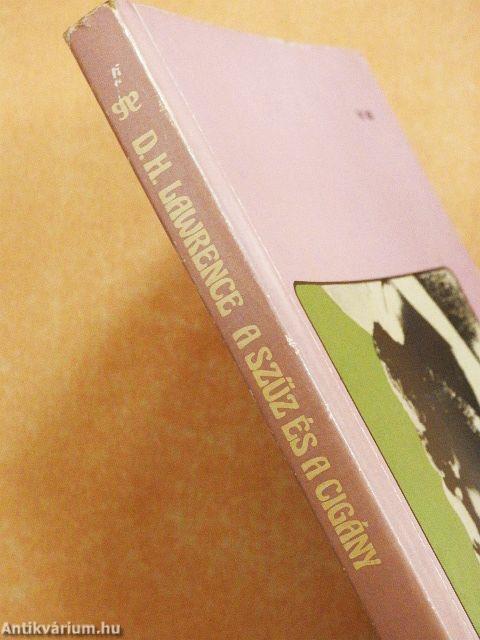 D. H. LAWRENCE A SZŰZ ÉS A CIGÁNY
Antikvárium.hu